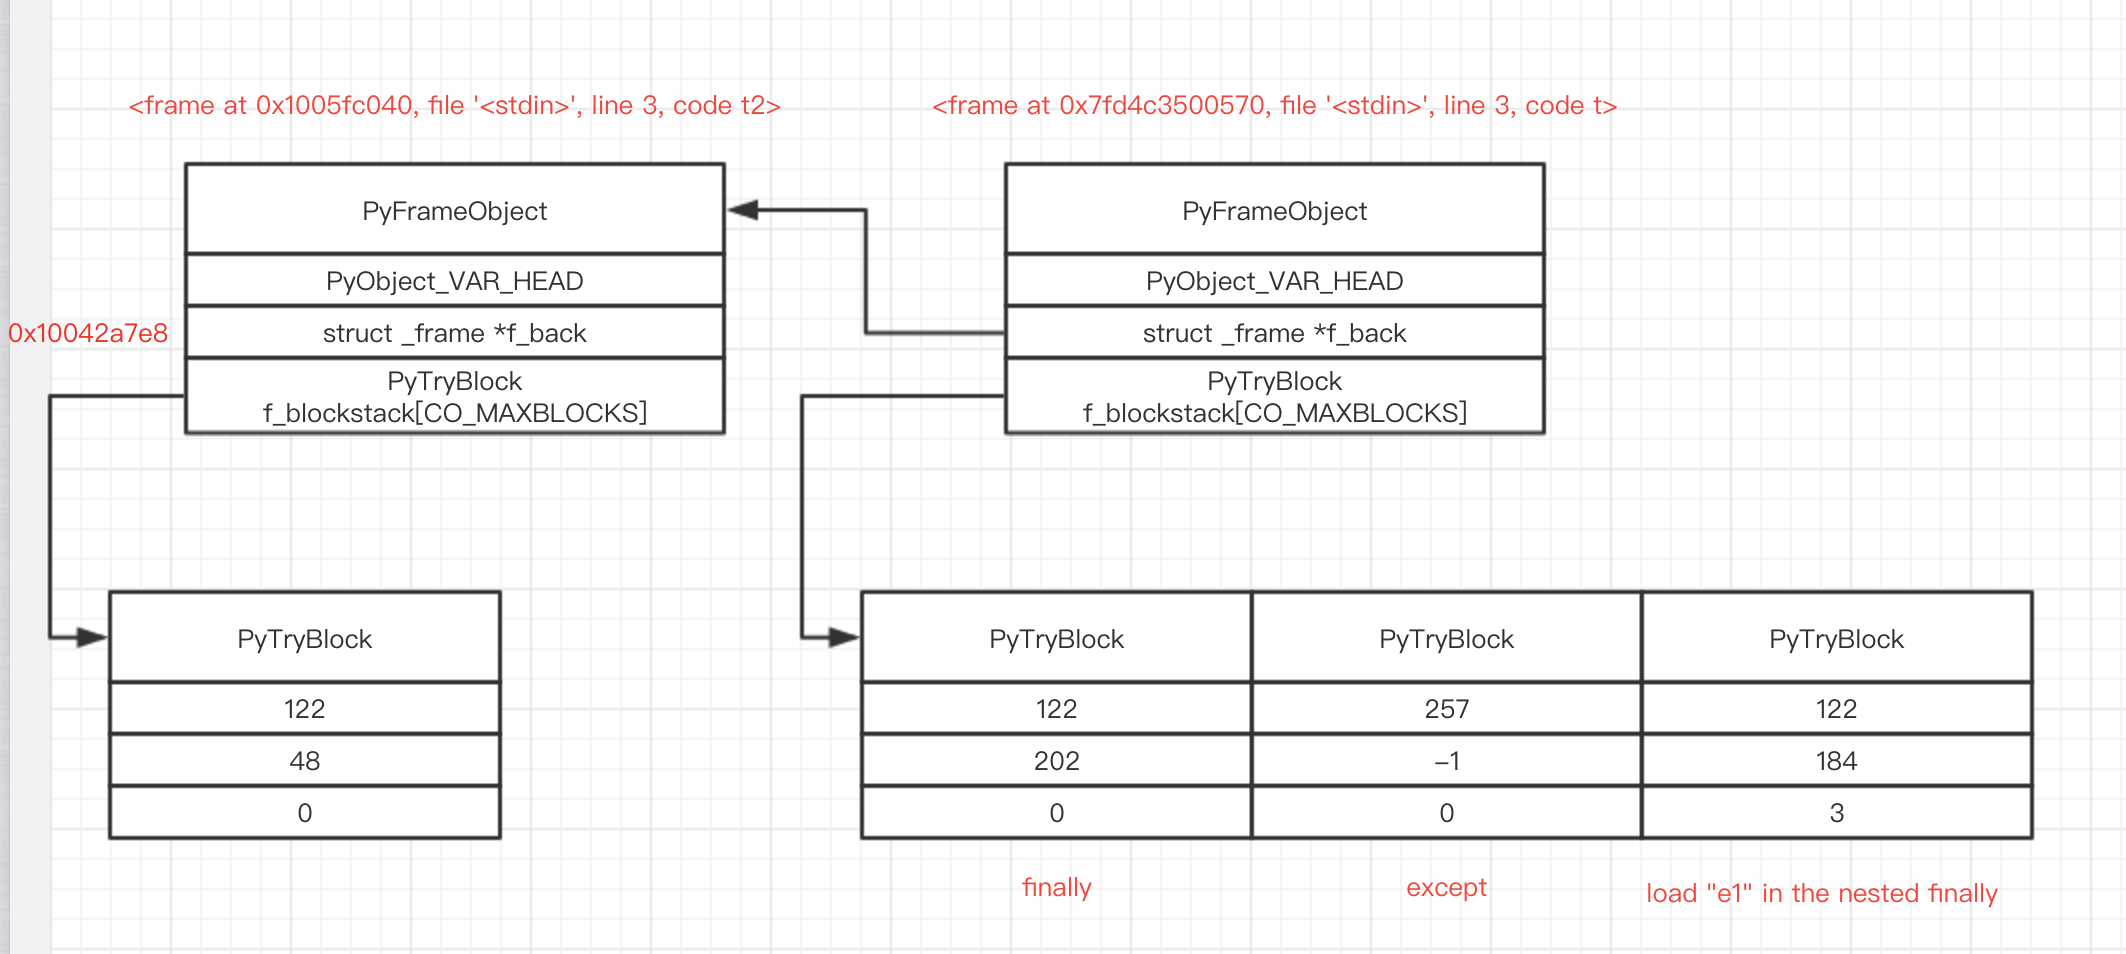 <frame at 0x1005fc040, file '<stdin>', line 3, code t2>
<frame at 0x7fd4c3500570, file '<stdin>', line 3, code t>
PyFrameObject
PyObject_VAR_HEAD
0x10042a7e8
struct _frame *f_back
PyTryBlock
f_blockstack[CO_MAXBLOCKS]
PyFrameObject
PyObject_VAR_HEAD
struct _frame *f_back
PyTryBlock
f_blockstack[CO_MAXBLOCKS]
PyTryBlock
122
48
0
PyTryBlock
PyTryBlock
PyTryBlock
122
257
122
202
-1
184
0
0
3
finally
except
load "e1" in the nested finally